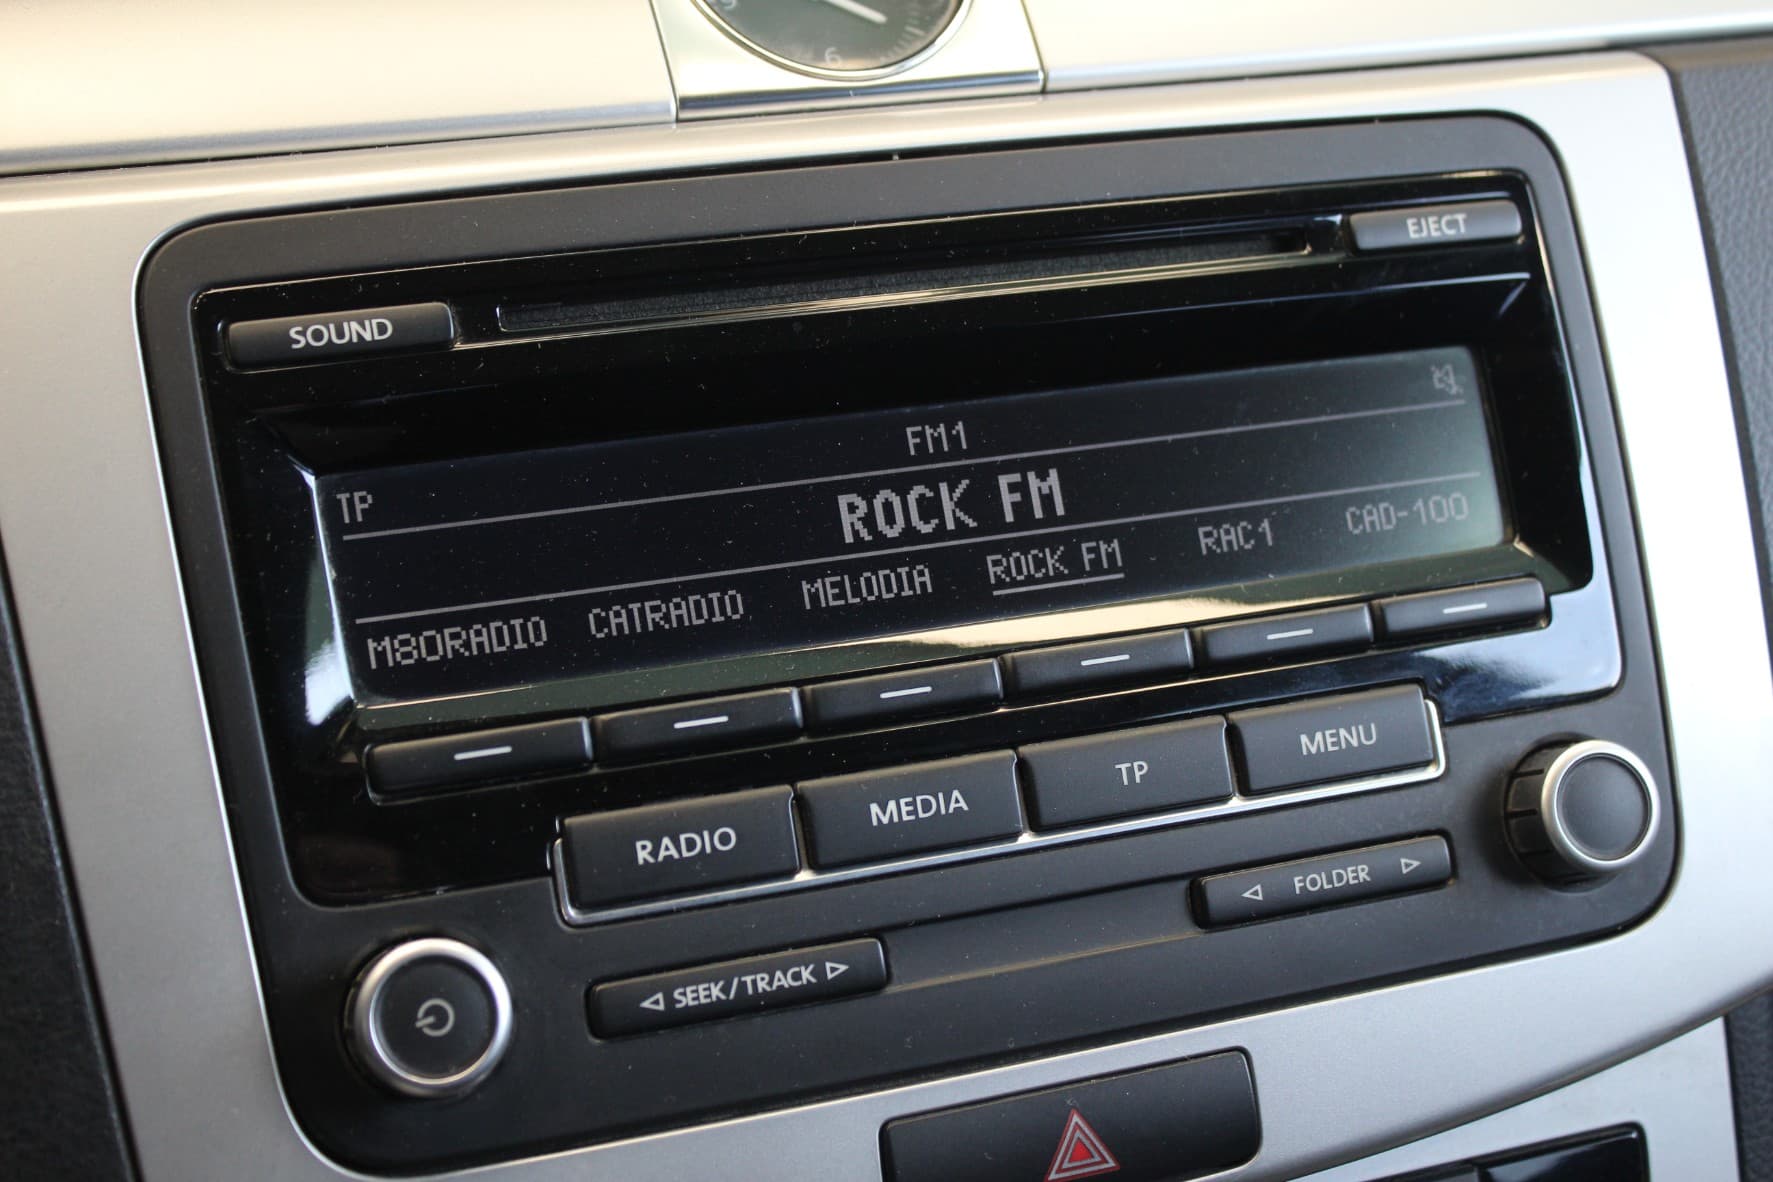 6
EJECT
SOUND
FM1
TP
ROCK FM
M80RADIO CATRADIO MELODIA ROCK FM RAC1 CAD-100
RADIO MEDIA TP MENU
FOLDER
SEEK/TRACK